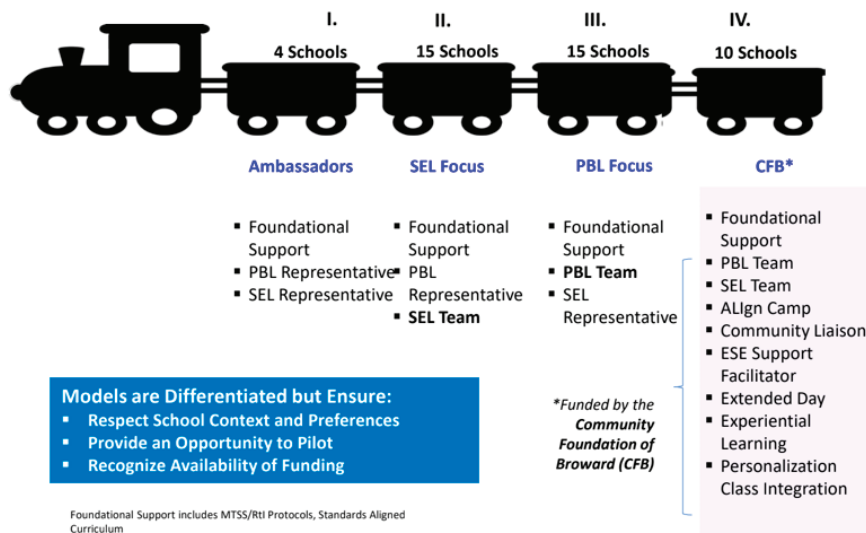 I.
4 Schools
II.
15 Schools
III.
15 Schools
IV.
10 Schools
Ambassadors
▪ Foundational
Support
▪ PBL Representative
▪ SEL Representative
SEL Focus
▪ Foundational
Support
▪ PBL
Representative
▪ SEL Team
PBL Focus
▪ Foundational
Support
▪ PBL Team
▪ SEL
Representative
CFB*
▪ Foundational
Support
▪ PBL Team
▪ SEL Team
▪ ALIgn Camp
▪ Community Liaison
▪ ESE Support
Facilitator
▪ Extended Day
▪ Experiential
Learning
▪ Personalization
Class Integration
*Funded by the
Community
Foundation of
Broward (CFB)
Models are Differentiated but Ensure:
▪ Respect School Context and Preferences
▪ Provide an Opportunity to Pilot
▪ Recognize Availability of Funding
Foundational Support includes MTSS/RtI Protocols, Standards Aligned
Curriculum